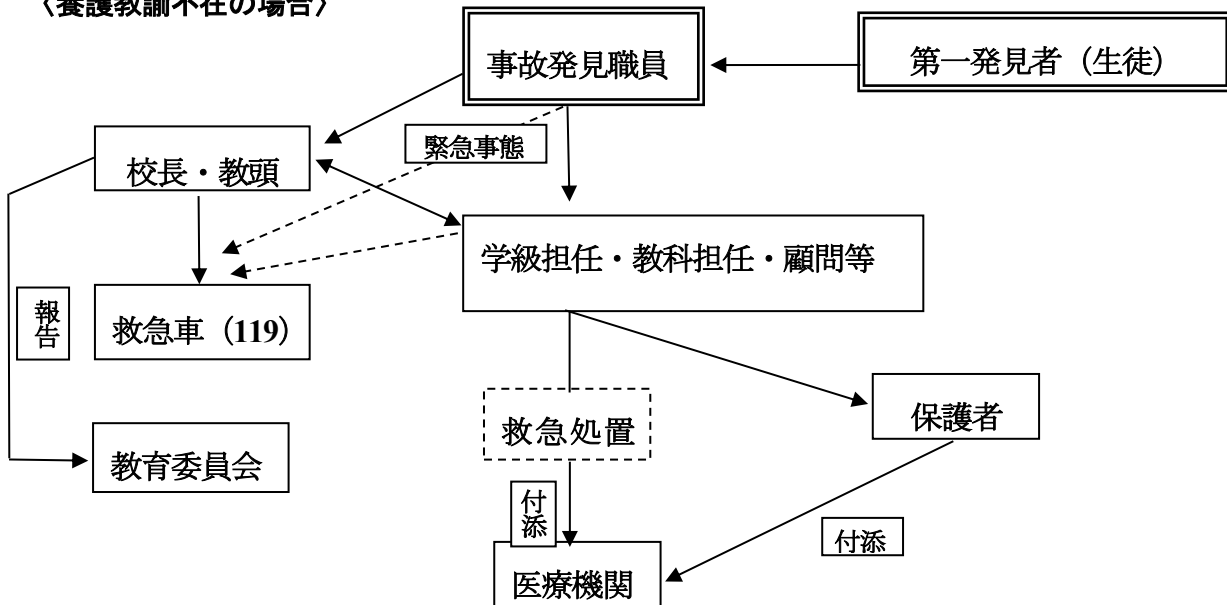 〈養護教諭不在の場合〉
事故発見職員
第一発見者（生徒）
緊急事態
校長・教頭
学級担任・教科担任・顧問等
報告
救急車（119）
保護者
救急処置
教育委員会
付添
付添
医療機関